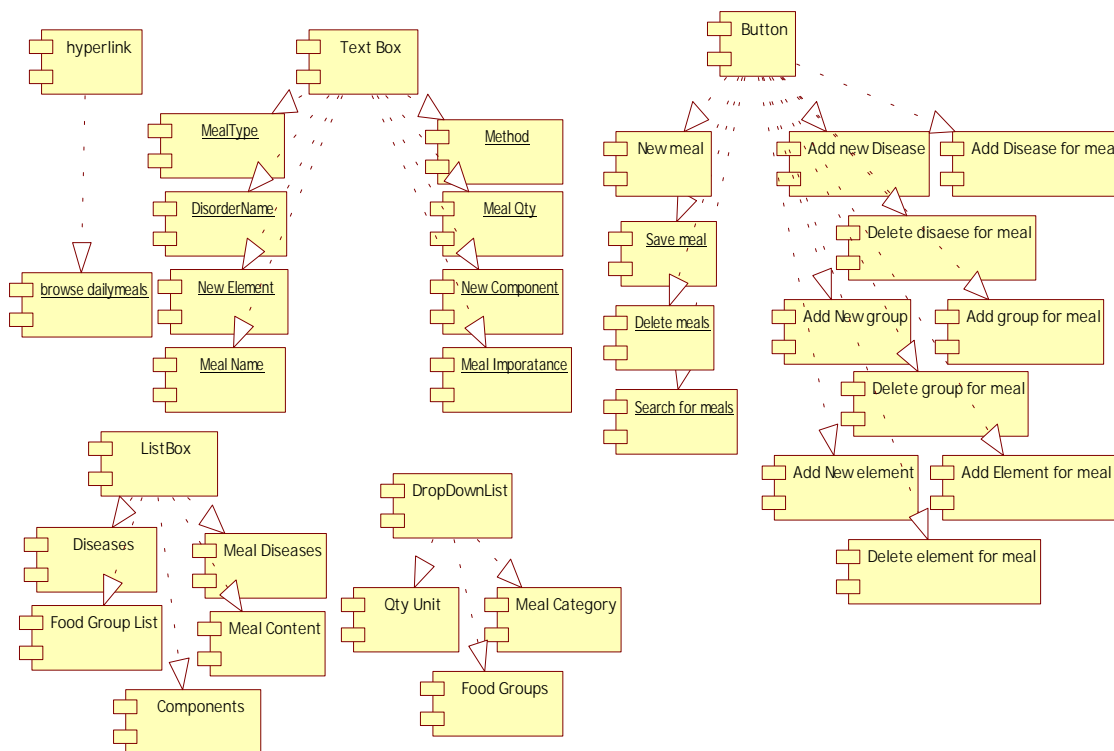 hyperlink
Text Box
Button
MealType
Method
New meal
Add new Disease
Add Disease for meal
DisorderName
Meal Qty
Save meal
Delete disaese for meal
browse dailymeals
New Element
New Component
Delete meals
Add New group
Add group for meal
Meal Name
Meal Imporatance
Search for meals
Delete group for meal
ListBox
DropDownList
Add New element
Add Element for meal
Diseases
Meal Diseases
Delete element for meal
Food Group List
Meal Content
Qty Unit
Meal Category
Components
Food Groups